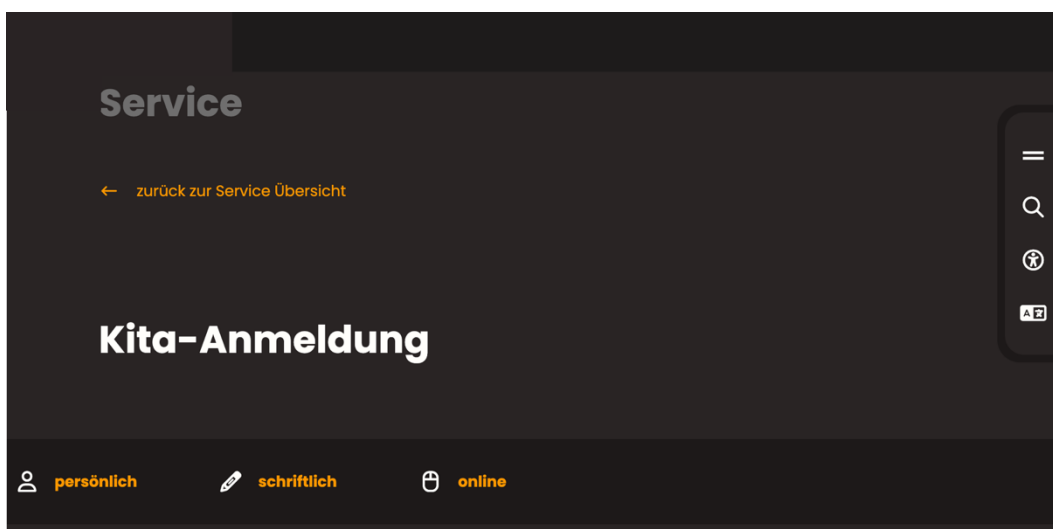 Service
← zurück zur Service Übersicht
Kita-Anmeldung
persönlich schriftlich online